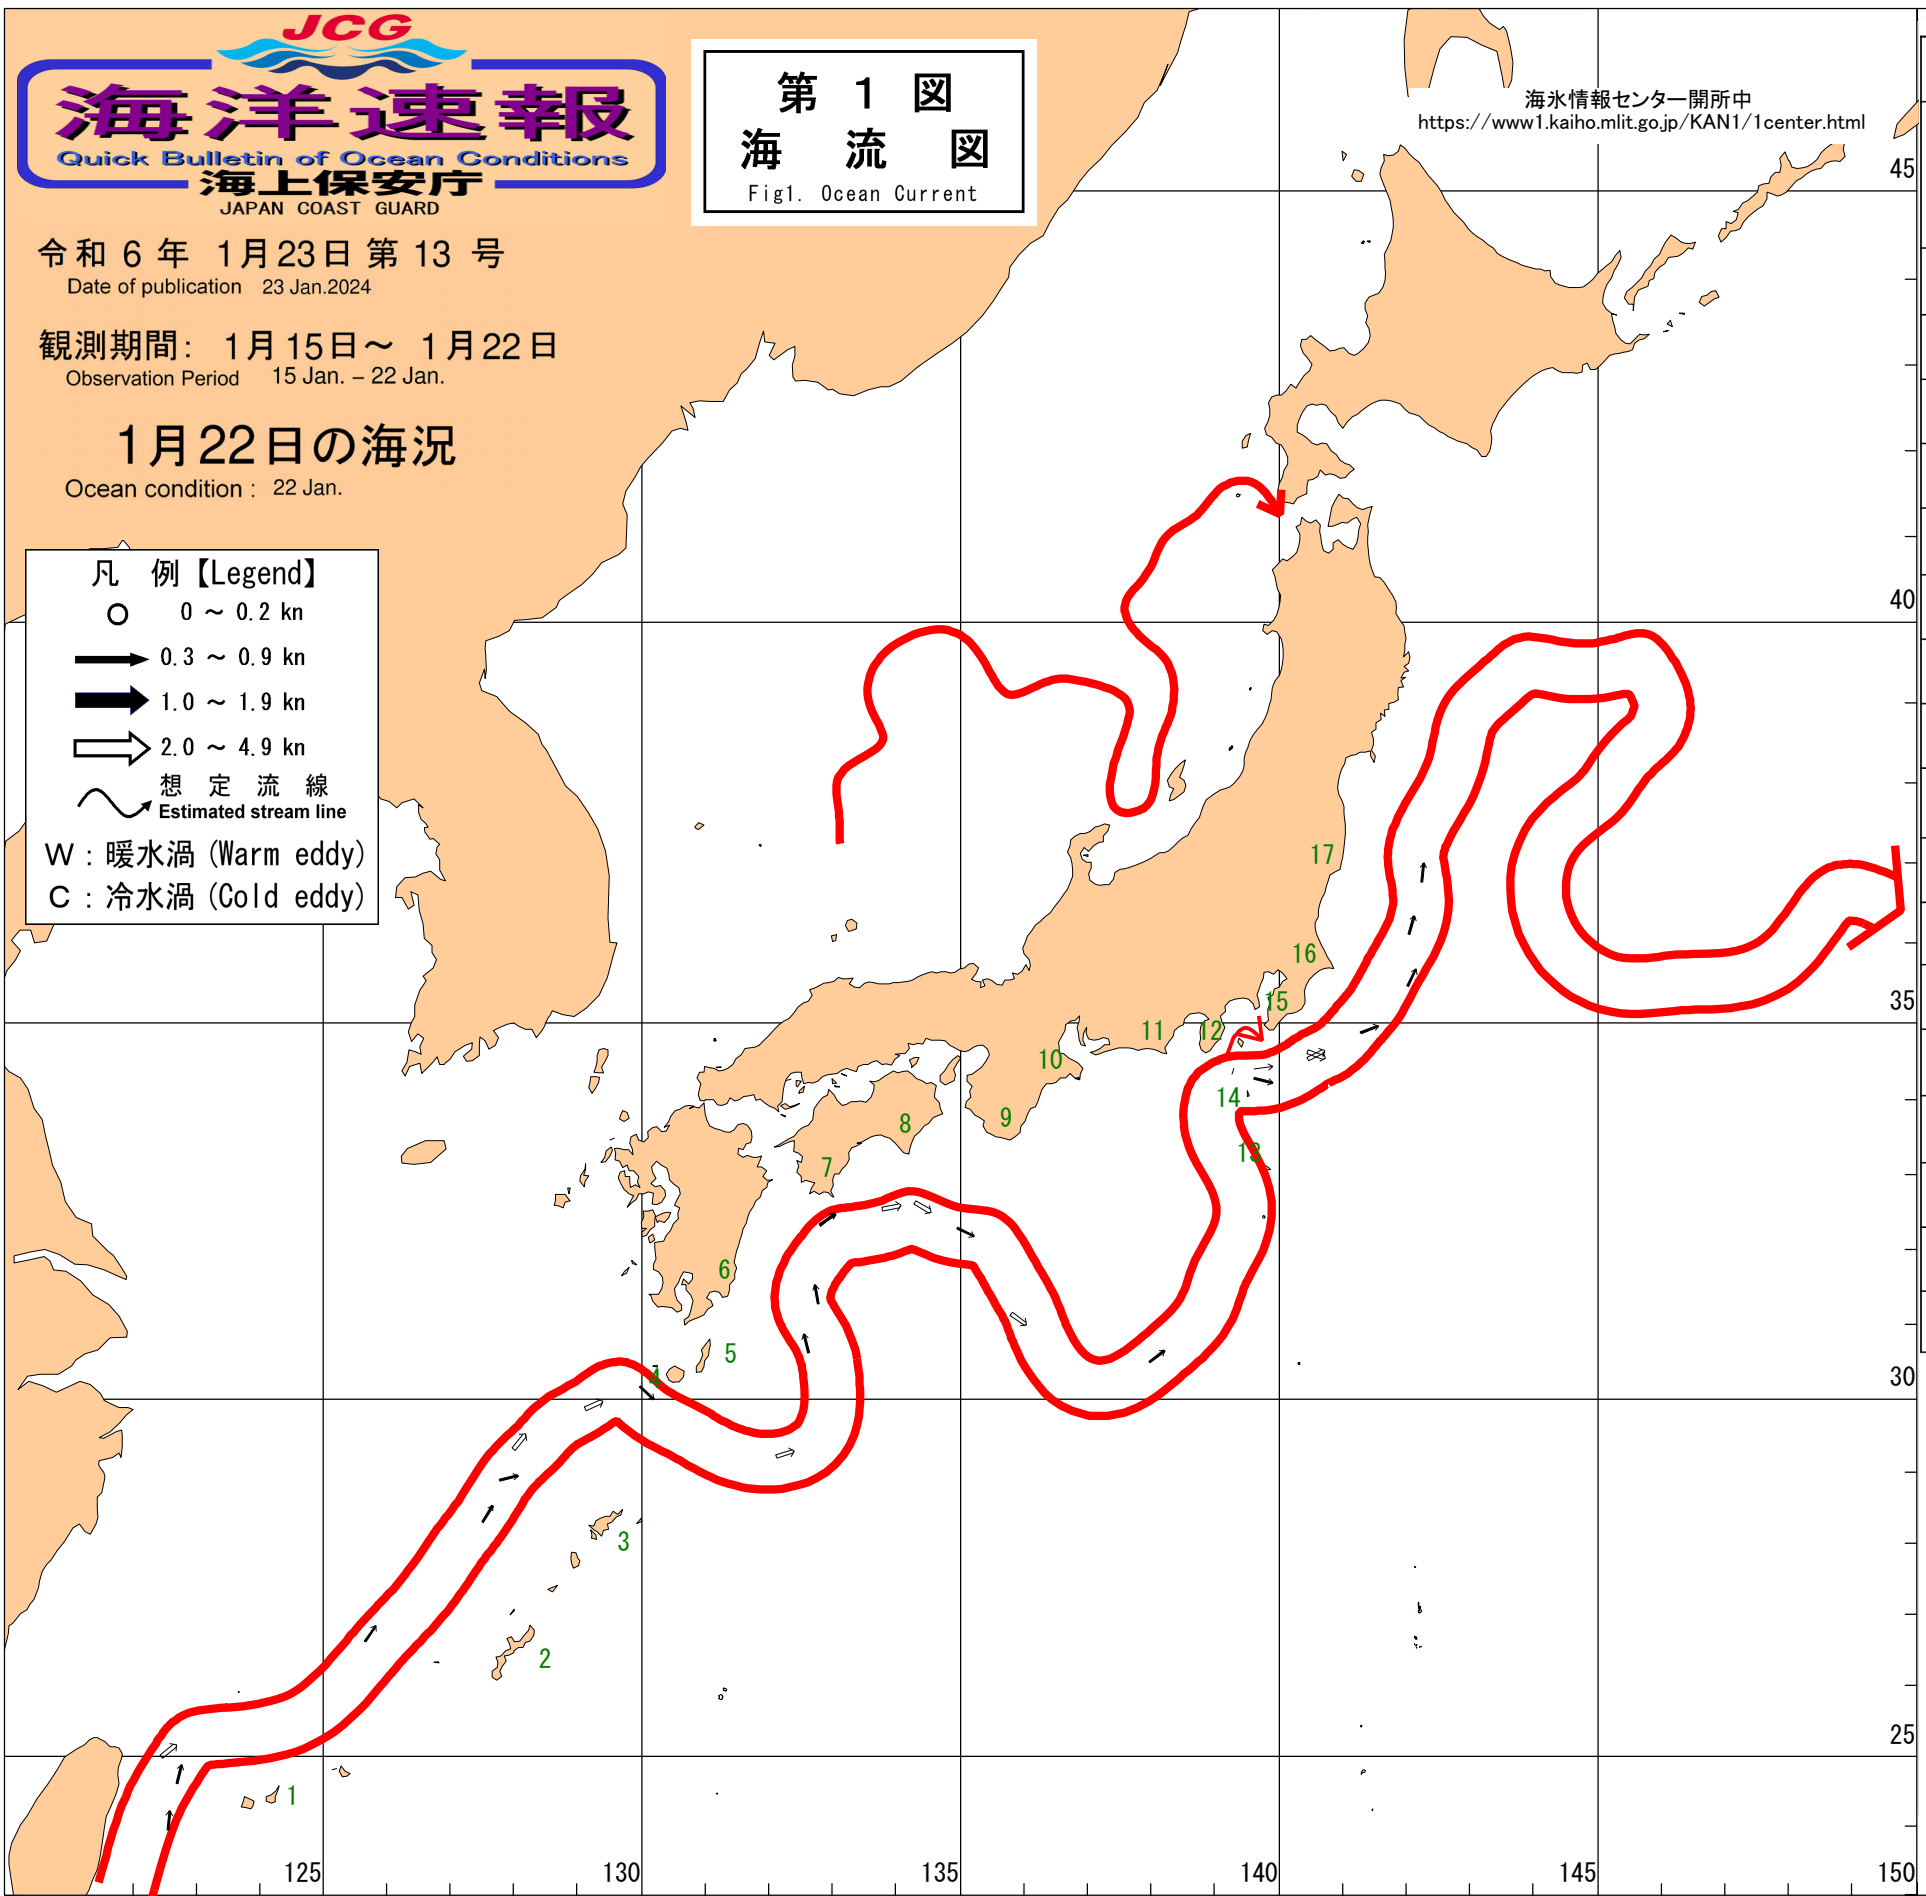 JCG
海洋速報
Quick Bulletin of Ocean Conditions
海上保安庁
JAPAN COAST GUARD
令和 6 年 1月23日 第 13 号
Date of publication 23 Jan.2024
観測期間: 1月15日～ 1月22日
Observation Period 15 Jan. – 22 Jan.
1月22日の海況
Ocean condition : 22 Jan.
第 1 図
海 流 図
Fig1. Ocean Current
海氷情報センター開所中
https://www1.kaiho.mlit.go.jp/KAN1/1center.html
凡 例【Legend】
0 ～ 0.2 kn
0.3 ～ 0.9 kn
1.0 ～ 1.9 kn
2.0 ～ 4.9 kn
想 定 流 線
Estimated stream line
W : 暖水渦 (Warm eddy)
C : 冷水渦 (Cold eddy)
45
40
17
16
35
15
12
11
10
14
9
8
13
7
6
5
4
30
3
2
25
1
125
130
135
140
145
150